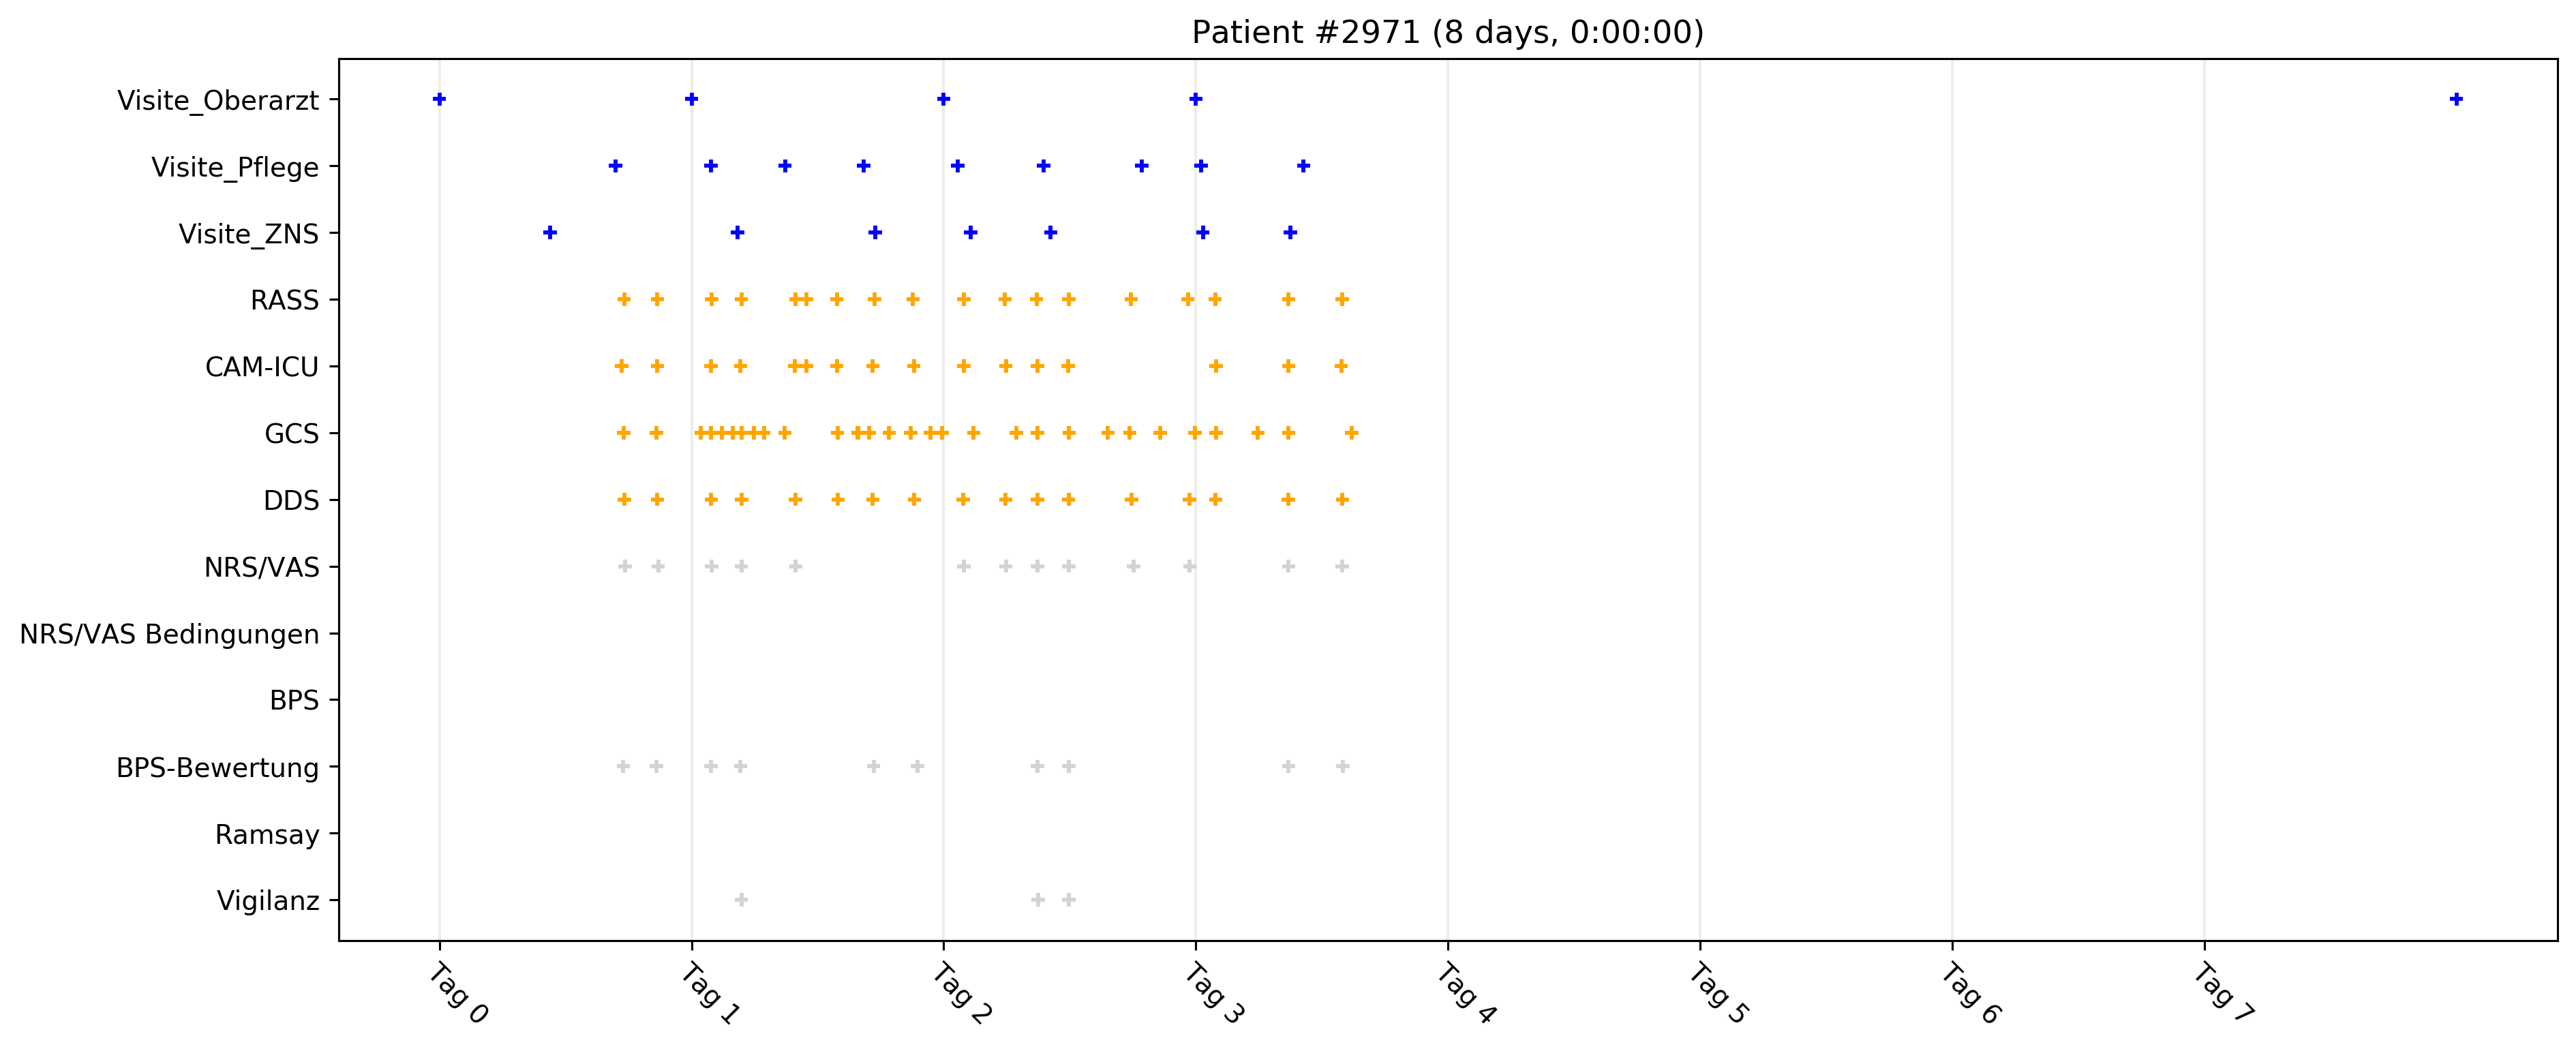 Patient #2971 (8 days, 0:00:00)
Visite_Oberarzt
Visite_Pflege
Visite_ZNS
RASS
CAM-ICU
GCS
DDS
NRS/VAS
NRS/VAS Bedingungen
BPS
BPS-Bewertung
Ramsay
Vigilanz
Tag 0
Tag 1
Tag 2
Tag 3
Tag 4
Tag 5
Tag 6
Tag 7